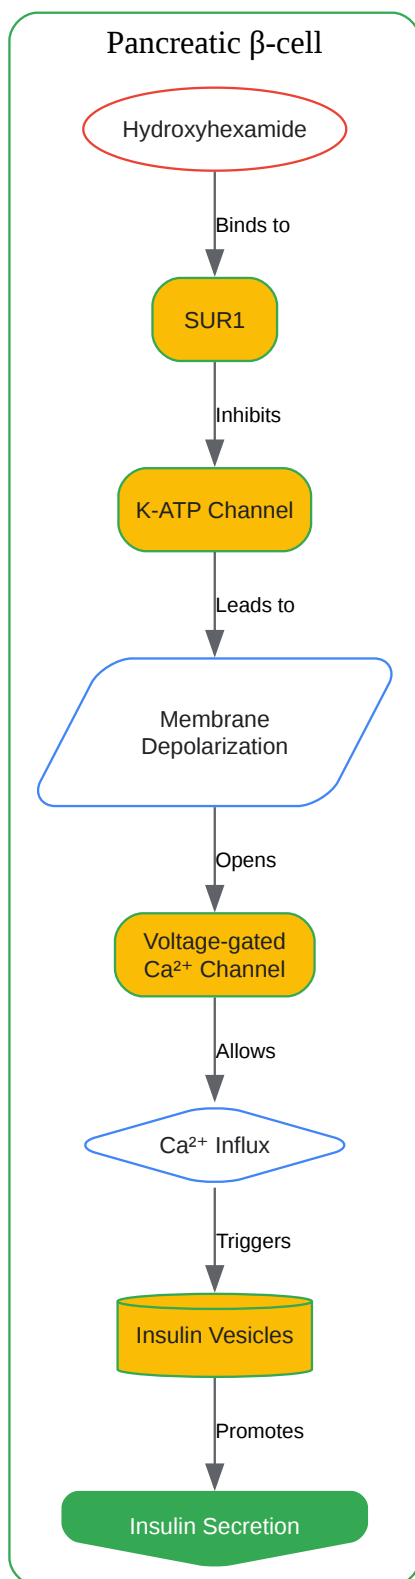 Pancreatic β-cell
Hydroxyhexamide
Binds to
SUR1
Inhibits
K-ATP Channel
Leads to
Membrane
Depolarization
Opens
Voltage-gated
Ca²⁺ Channel
Allows
Ca²⁺ Influx
Triggers
Insulin Vesicles
Promotes
Insulin Secretion